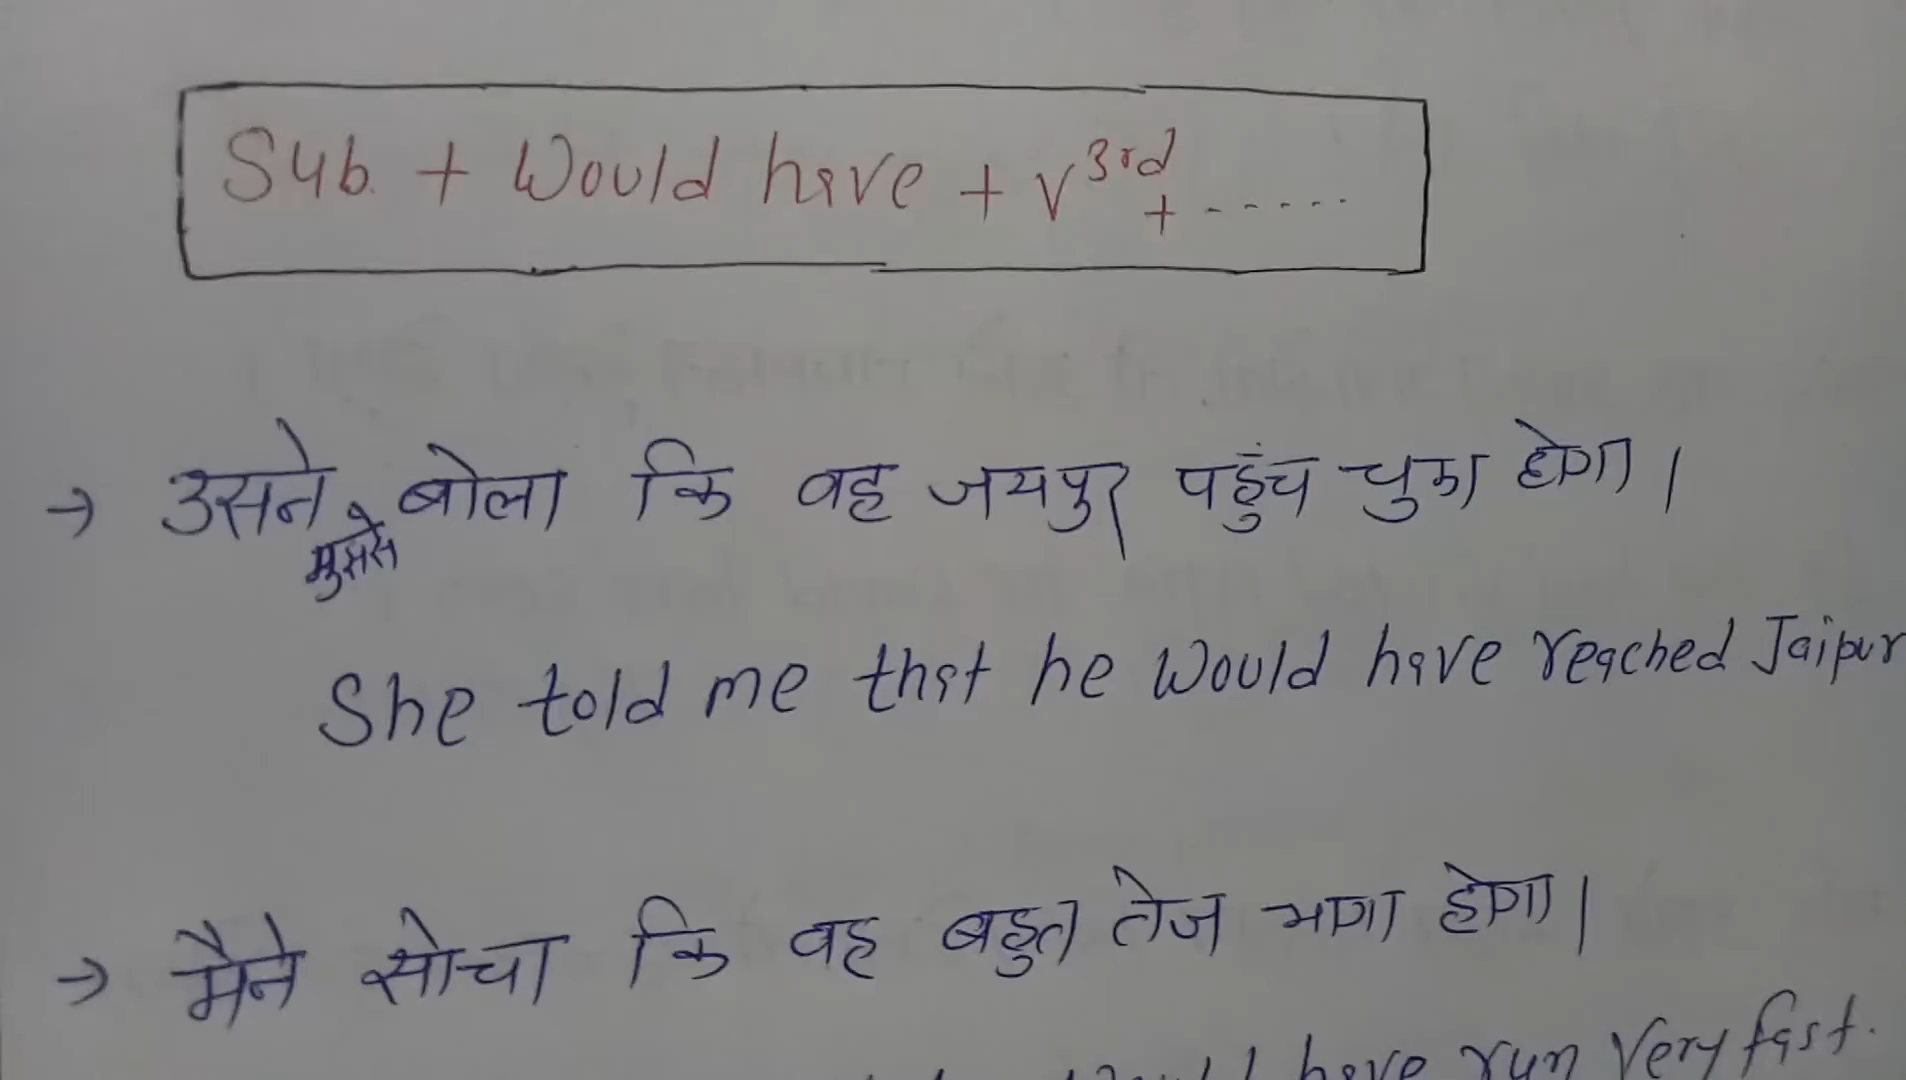 Sub. + Would have + V 3rd + ------
→ उसने मुझसे बोला कि वह जयपुर पहुंच चुका होगा।
She told me that he would have reached Jaipur
→ मैने सोचा कि वह बहुत तेज भागा होगा।
have run very fast.